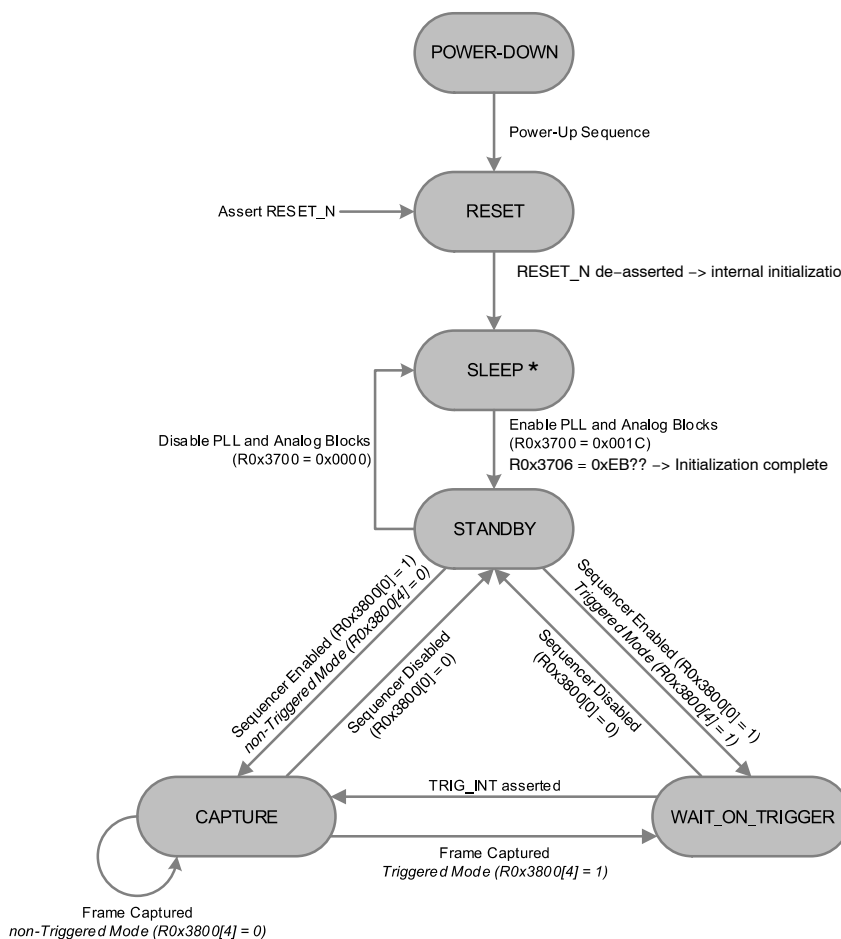 POWER-DOWN
Power-Up Sequence
Assert RESET_N
RESET
RESET_N de-asserted -> internal initializatio
SLEEP *
Disable PLL and Analog Blocks
(R0x3700 = 0x0000)
Enable PLL and Analog Blocks
(R0x3700 = 0x001C)
R0x3706 = 0xEB?? -> Initialization complete
STANDBY
Sequencer Enabled (R0x3800[0] = 1)
non-Triggered Mode (R0x3800[4] = 0)
Sequencer Disabled
(R0x3800[0] = 0)
Sequencer Disabled
(R0x3800[0] = 0)
Sequencer Enabled (R0x3800[0] = 1)
Triggered Mode (R0x3800[4] = 1)
TRIG_INT asserted
CAPTURE
WAIT_ON_TRIGGER
Frame Captured
Triggered Mode (R0x3800[4] = 1)
Frame Captured
non-Triggered Mode (R0x3800[4] = 0)